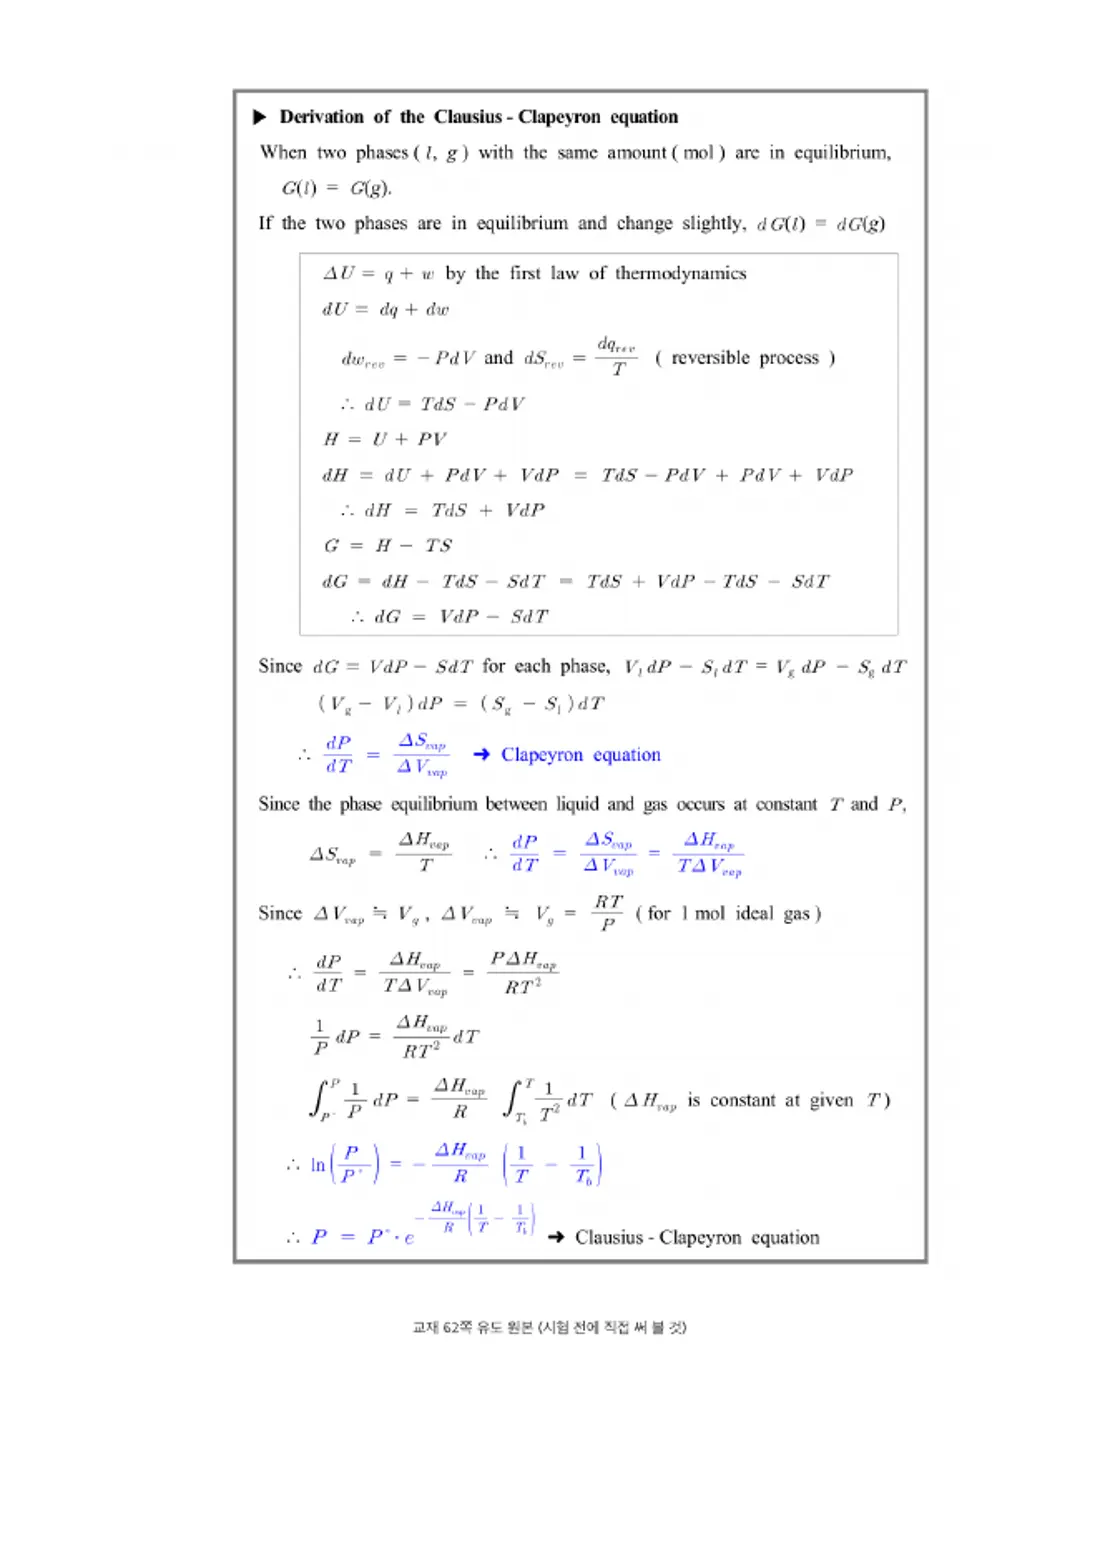 ▶ Derivation of the Clausius - Clapeyron equation
When two phases ( l, g ) with the same amount ( mol ) are in equilibrium,
G(l) = G(g).
If the two phases are in equilibrium and change slightly, dG(l) = dG(g)
ΔU = q + w by the first law of thermodynamics
dU = dq + dw
dw_rev = − PdV and dS_rev = dq_rev / T ( reversible process )
∴ dU = TdS − PdV
H = U + PV
dH = dU + PdV + VdP = TdS − PdV + PdV + VdP
∴ dH = TdS + VdP
G = H − TS
dG = dH − TdS − SdT = TdS + VdP − TdS − SdT
∴ dG = VdP − SdT
Since dG = VdP − SdT for each phase, V_l dP − S_l dT = V_g dP − S_g dT
( V_g − V_l ) dP = ( S_g − S_l ) dT
∴ dP/dT = ΔS_vap / ΔV_vap ➔ Clapeyron equation
Since the phase equilibrium between liquid and gas occurs at constant T and P,
ΔS_vap = ΔH_vap / T ∴ dP/dT = ΔS_vap / ΔV_vap = ΔH_vap / TΔV_vap
Since ΔV_vap ≒ V_g , ΔV_vap ≒ V_g = RT/P ( for 1 mol ideal gas )
∴ dP/dT = ΔH_vap / TΔV_vap = PΔH_vap / RT²
1/P dP = ΔH_vap / RT² dT
∫_P°^P 1/P dP = ΔH_vap / R ∫_T_b^T 1/T² dT ( ΔH_vap is constant at given T )
∴ ln ( P / P° ) = − ΔH_vap / R ( 1/T − 1/T_b )
∴ P = P° · e^{− ΔH_vap / R ( 1/T − 1/T_b )} ➔ Clausius - Clapeyron equation
교재 62쪽 유도 원본 (시험 전에 직접 써 볼 것)